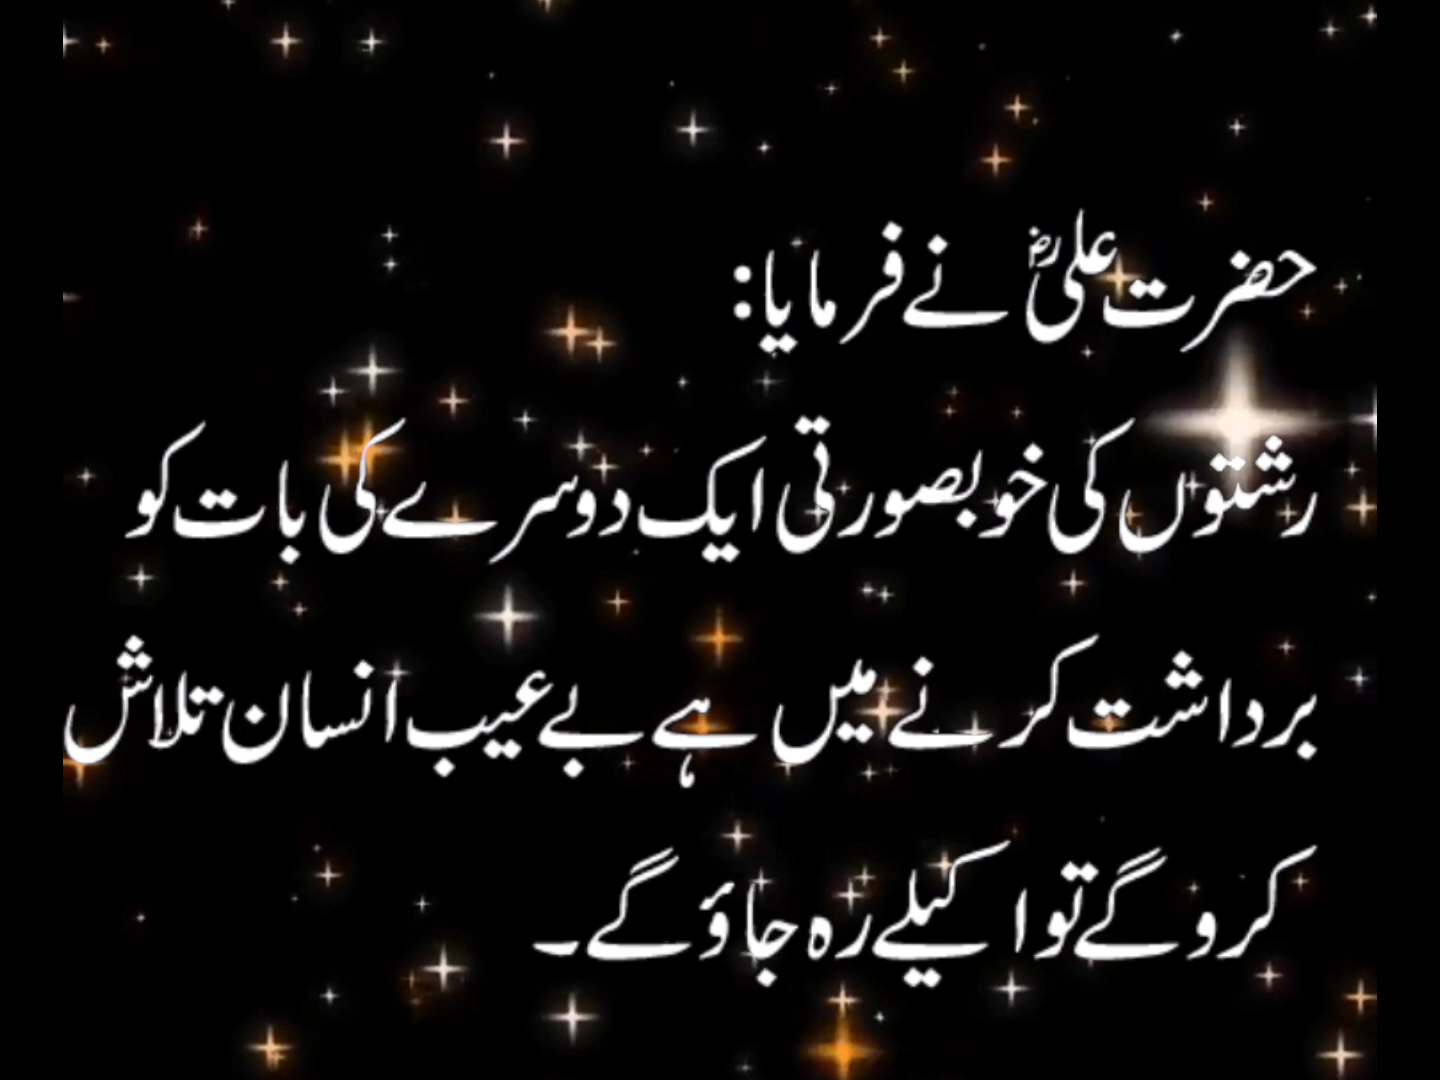 حضرت علیؓ نے فرمایا:
رشتوں کی خوبصورتی ایک دوسرے کی بات کو
برداشت کرنے میں ہے بے عیب انسان تلاش
کرو گے تو اکیلے رہ جاؤ گے۔